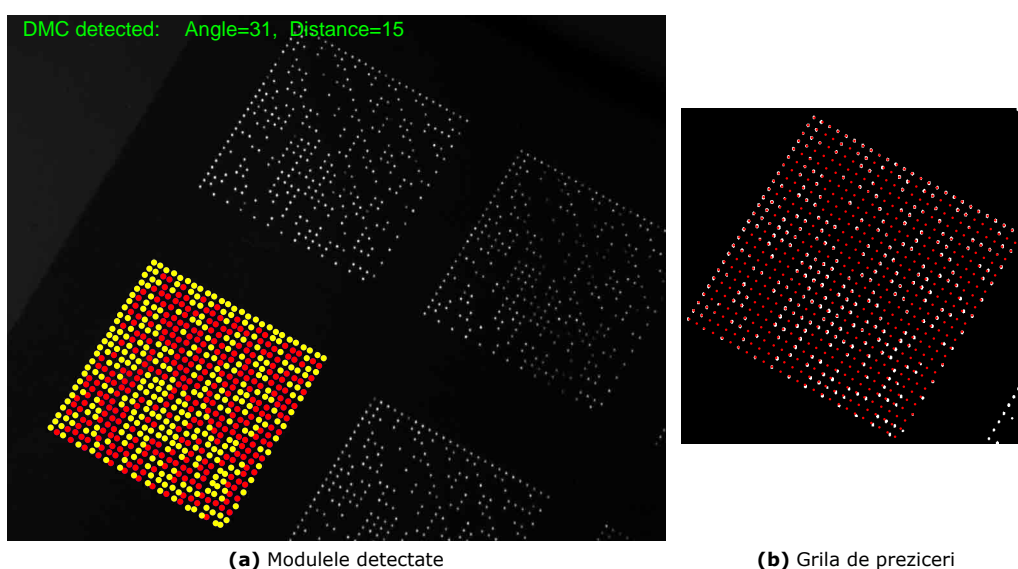 DMC detected: Angle=31, Distance=15
(a) Modulele detectate
(b) Grila de preziceri